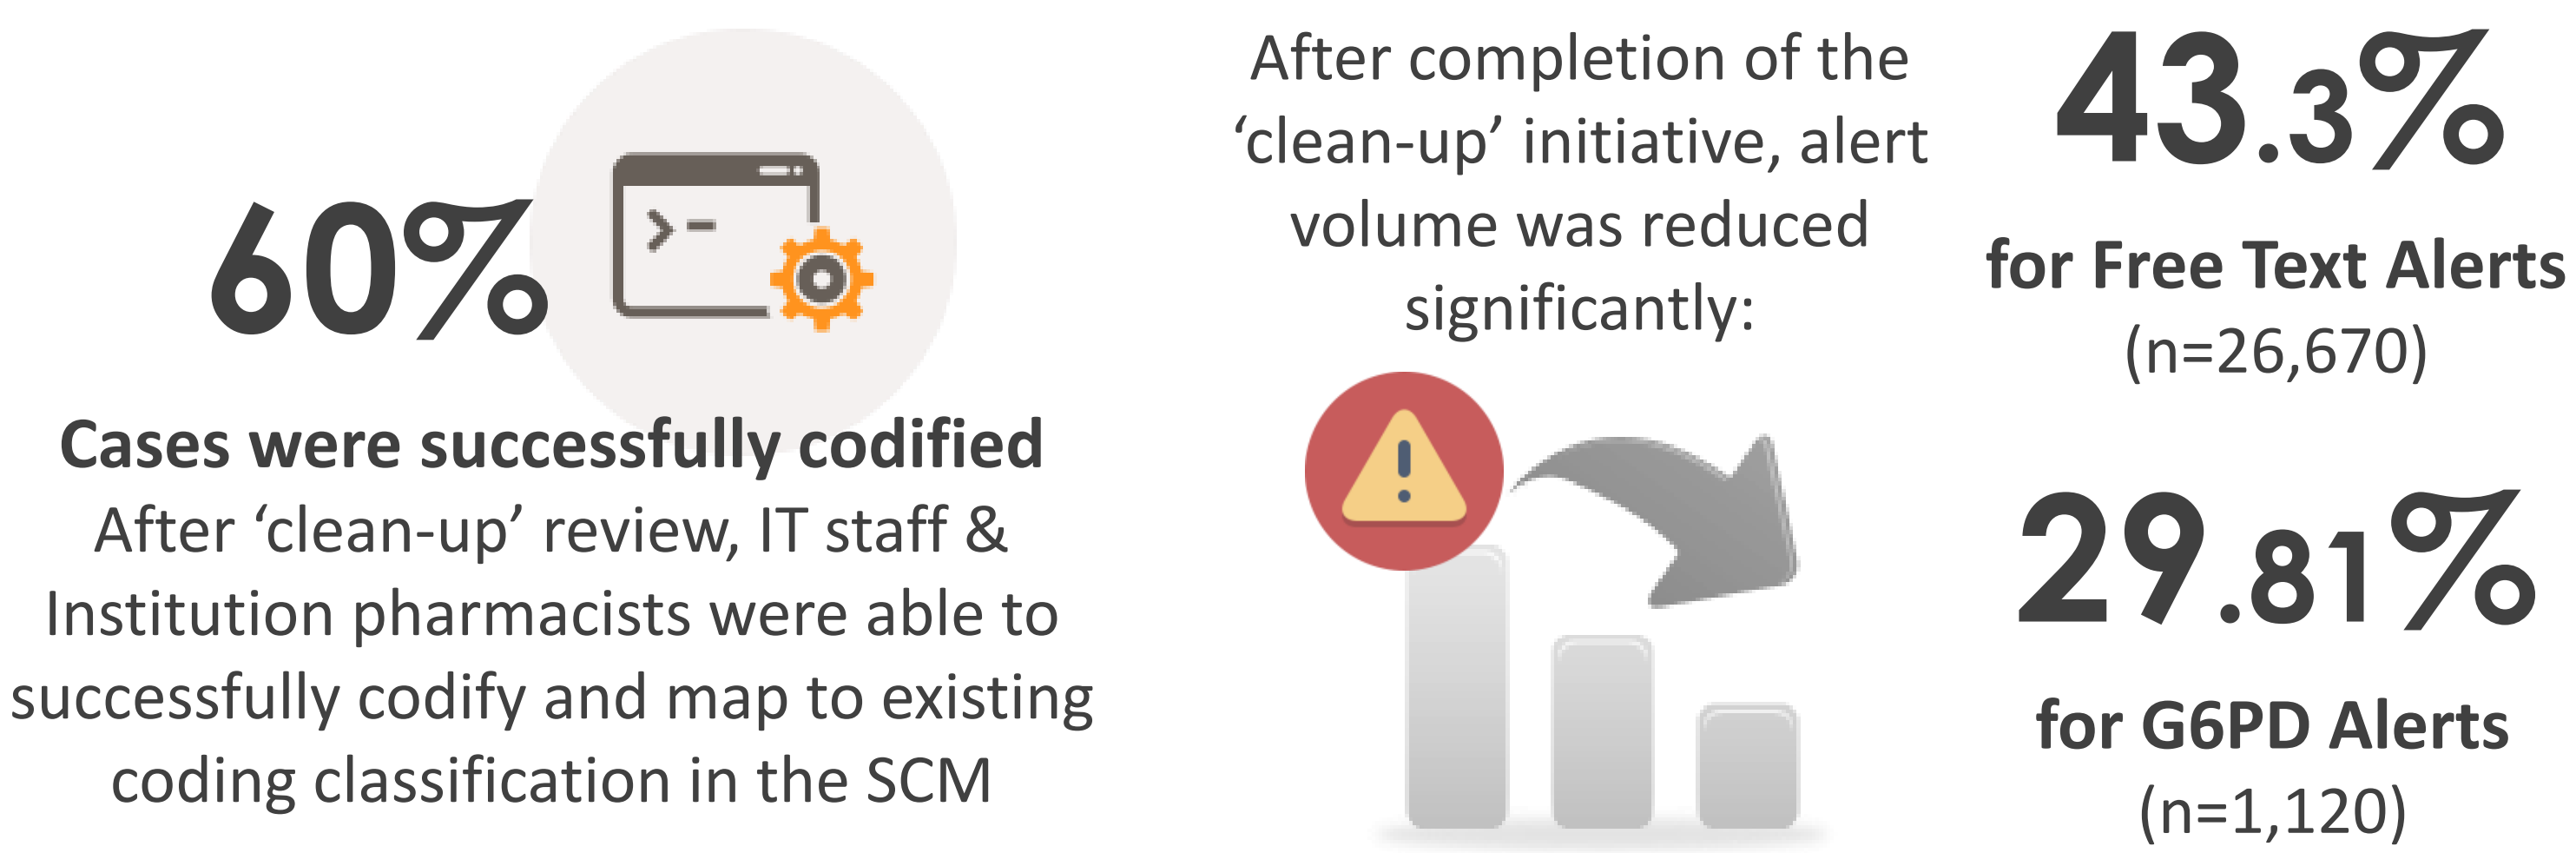 60%
Cases were successfully codified
After ‘clean-up’ review, IT staff &
Institution pharmacists were able to
successfully codify and map to existing
coding classification in the SCM
After completion of the
‘clean-up’ initiative, alert
volume was reduced
significantly:
43.3%
for Free Text Alerts
(n=26,670)
29.81%
for G6PD Alerts
(n=1,120)